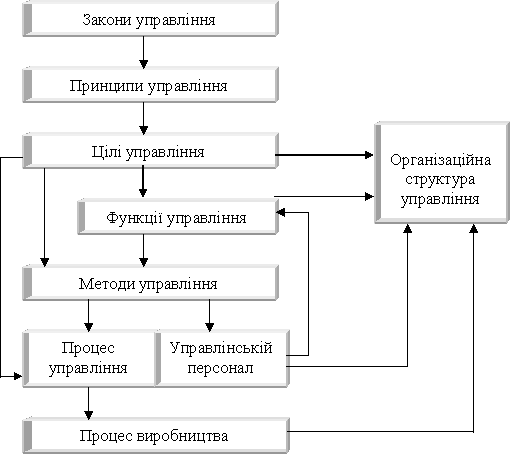 Закони управління
Принципи управління
Цілі управління
Організаційна
структура
управління
Функції управління
Методи управління
Процес
управління
Управлінській
персонал
Процес виробництва